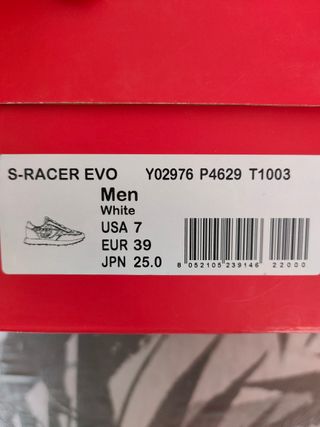 S-RACER EVO Y02976 P4629 T1003
Men
White
USA 7
EUR 39
JPN 25.0
8 052105 239146 22000